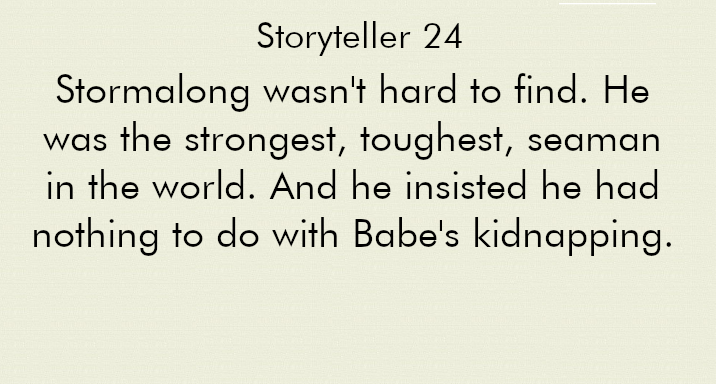 Storyteller 24
Stormalong wasn't hard to find. He
was the strongest, toughest, seaman
in the world. And he insisted he had
nothing to do with Babe's kidnapping.